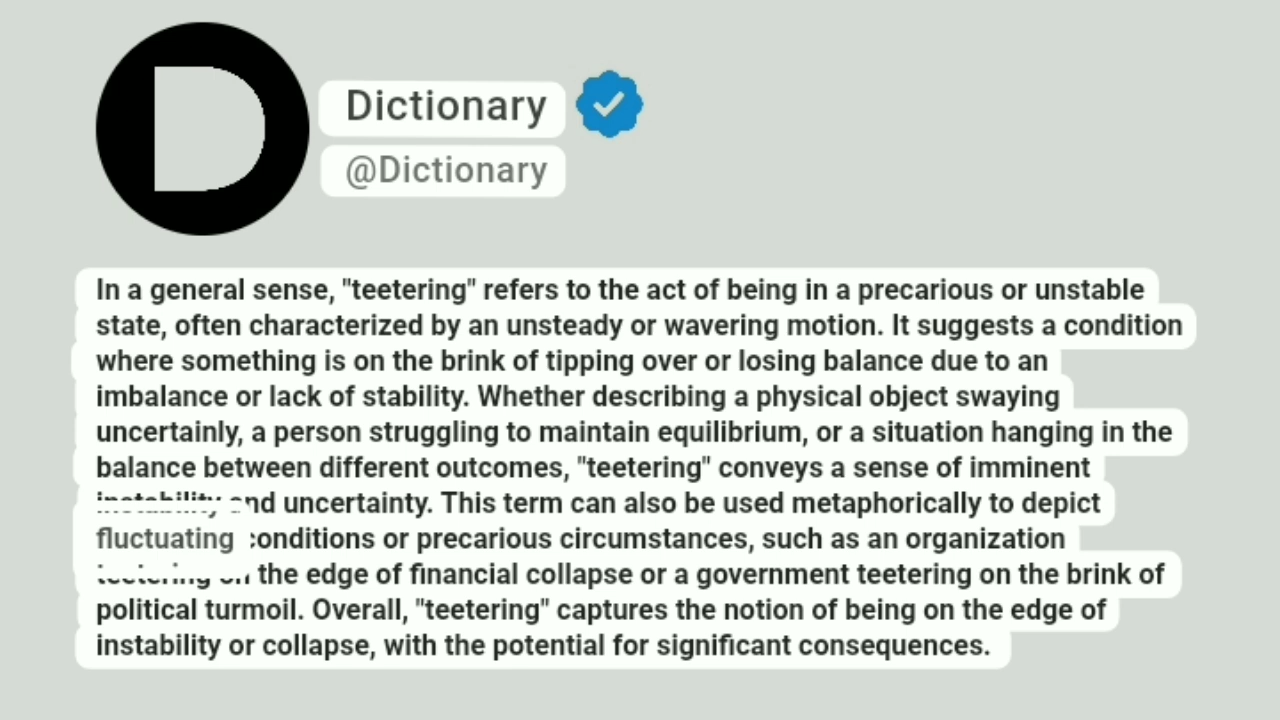 D
Dictionary
@Dictionary
In a general sense, "teetering" refers to the act of being in a precarious or unstable
state, often characterized by an unsteady or wavering motion. It suggests a condition
where something is on the brink of tipping over or losing balance due to an
imbalance or lack of stability. Whether describing a physical object swaying
uncertainly, a person struggling to maintain equilibrium, or a situation hanging in the
balance between different outcomes, "teetering" conveys a sense of imminent
instability and uncertainty. This term can also be used metaphorically to depict
fluctuating conditions or precarious circumstances, such as an organization
teetering on the edge of financial collapse or a government teetering on the brink of
political turmoil. Overall, "teetering" captures the notion of being on the edge of
instability or collapse, with the potential for significant consequences.